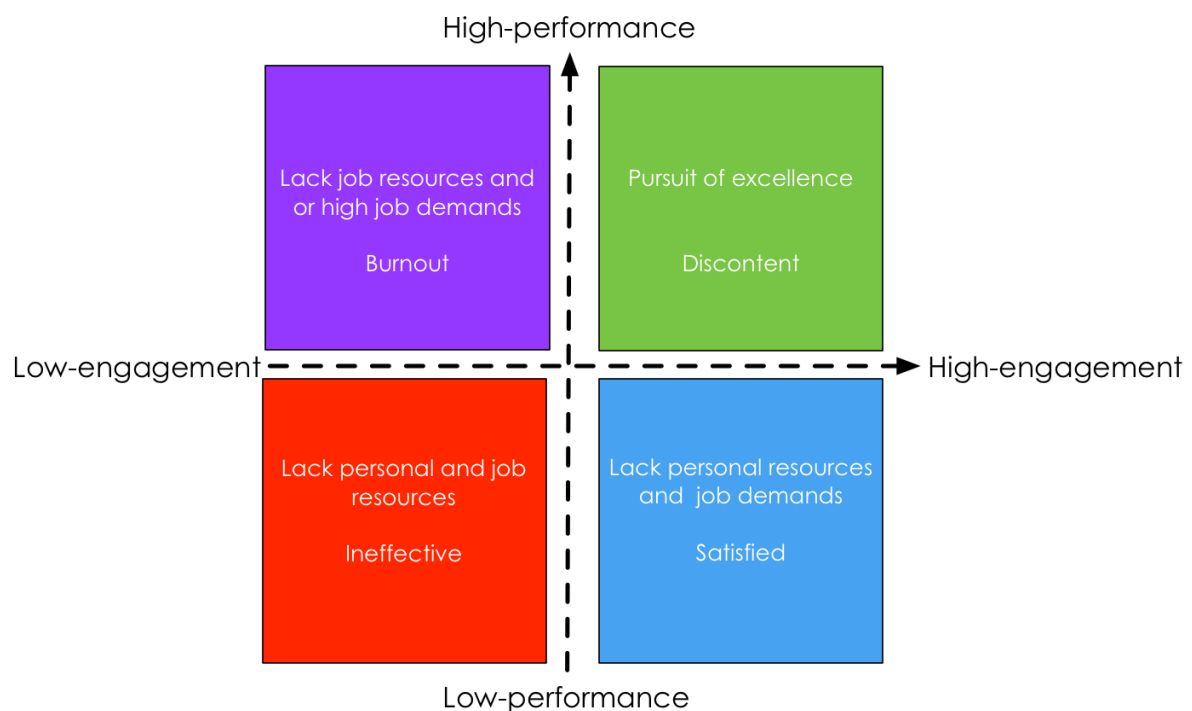 High-performance
Lack job resources and
or high job demands
Burnout
Pursuit of excellence
Discontent
Low-engagement
High-engagement
Lack personal and job
resources
Ineffective
Lack personal resources
and  job demands
Satisfied
Low-performance